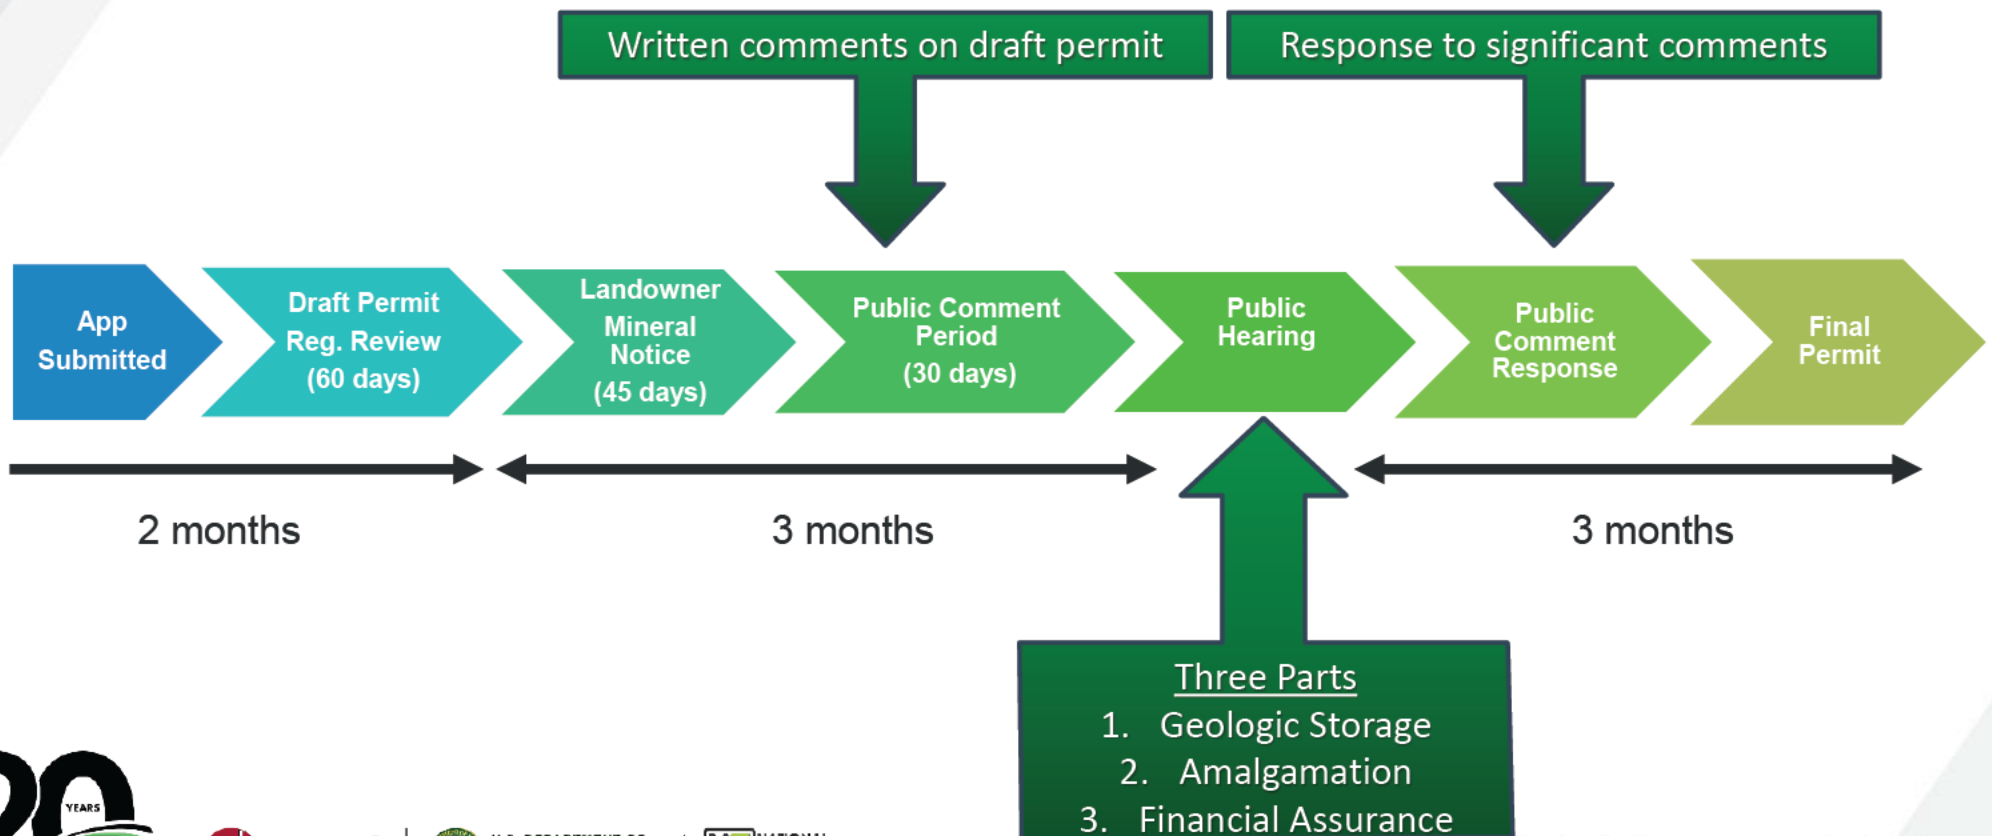 Written comments on draft permit
Response to significant comments
App
Submitted
Draft Permit
Reg. Review
(60 days)
Landowner
Mineral
Notice
(45 days)
Public Comment
Period
(30 days)
Public
Hearing
Public
Comment
Response
Final
Permit
2 months
3 months
3 months
Three Parts
1. Geologic Storage
2. Amalgamation
3. Financial Assurance
20
YEARS